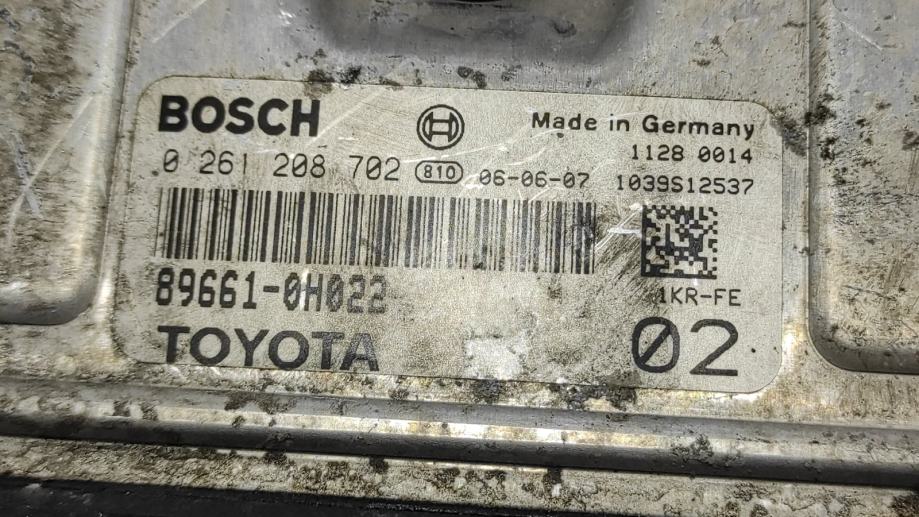 BOSCH
Made in Germany
1128 0014
0 261 208 702 810 06-06-07 1039S12537
89661-0H022
1KR-FE
TOYOTA
02